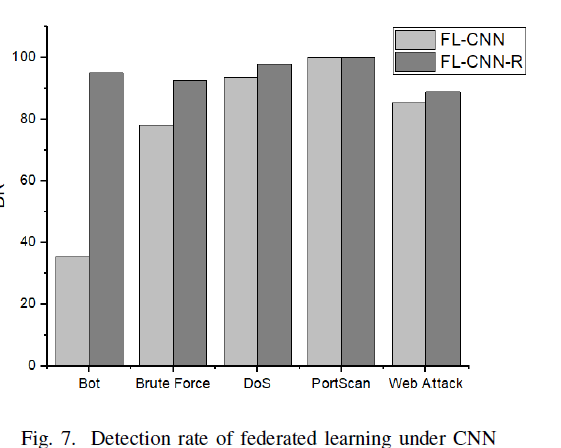 FL-CNN
FL-CNN-R
100
80
60
40
20
0
Bot Brute Force DoS PortScan Web Attack
Fig. 7. Detection rate of federated learning under CNN